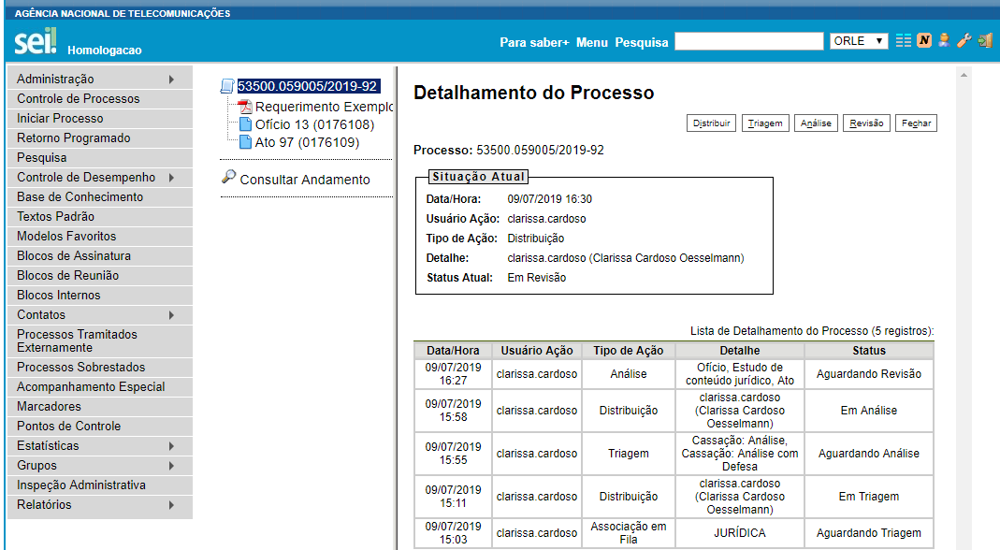 AGÊNCIA NACIONAL DE TELECOMUNICAÇÕES
sei! Homologacao
Para saber+ Menu Pesquisa ORLE
Administração
Controle de Processos
Iniciar Processo
Retorno Programado
Pesquisa
Controle de Desempenho
Base de Conhecimento
Textos Padrão
Modelos Favoritos
Blocos de Assinatura
Blocos de Reunião
Blocos Internos
Contatos
Processos Tramitados
Externamente
Processos Sobrestados
Acompanhamento Especial
Marcadores
Pontos de Controle
Estatísticas
Grupos
Inspeção Administrativa
Relatórios
53500.059005/2019-92
Requerimento Exemplo
Ofício 13 (0176108)
Ato 97 (0176109)
Consultar Andamento
Detalhamento do Processo
Distribuir Triagem Análise Revisão Fechar
Processo: 53500.059005/2019-92
Situação Atual
Data/Hora: 09/07/2019 16:30
Usuário Ação: clarissa.cardoso
Tipo de Ação: Distribuição
Detalhe: clarissa.cardoso (Clarissa Cardoso Oesselmann)
Status Atual: Em Revisão
Lista de Detalhamento do Processo (5 registros):
Data/Hora Usuário Ação Tipo de Ação Detalhe Status
09/07/2019
16:27
clarissa.cardoso
Análise
Ofício, Estudo de
conteúdo jurídico, Ato
Aguardando Revisão
09/07/2019
15:58
clarissa.cardoso
Distribuição
clarissa.cardoso
(Clarissa Cardoso
Oesselmann)
Em Análise
09/07/2019
15:55
clarissa.cardoso
Triagem
Cassação: Análise,
Cassação: Análise com
Defesa
Aguardando Análise
09/07/2019
15:11
clarissa.cardoso
Distribuição
clarissa.cardoso
(Clarissa Cardoso
Oesselmann)
Em Triagem
09/07/2019
15:03
clarissa.cardoso
Associação em
Fila
JURÍDICA
Aguardando Triagem